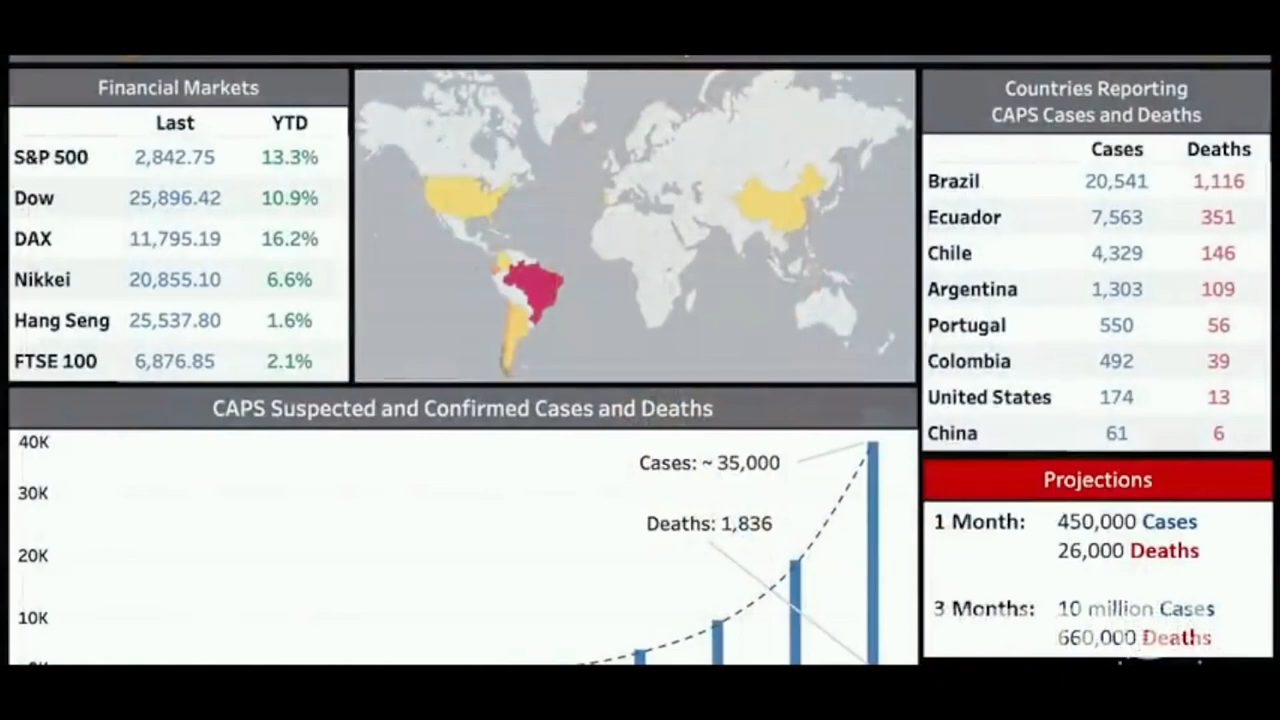 Financial Markets
Last YTD
S&P 500 2,842.75 13.3%
Dow 25,896.42 10.9%
DAX 11,795.19 16.2%
Nikkei 20,855.10 6.6%
Hang Seng 25,537.80 1.6%
FTSE 100 6,876.85 2.1%
Countries Reporting
CAPS Cases and Deaths
Cases Deaths
Brazil 20,541 1,116
Ecuador 7,563 351
Chile 4,329 146
Argentina 1,303 109
Portugal 550 56
Colombia 492 39
United States 174 13
China 61 6
CAPS Suspected and Confirmed Cases and Deaths
40K
30K
20K
10K
Cases: ~ 35,000
Deaths: 1,836
Projections
1 Month: 450,000 Cases
26,000 Deaths
3 Months: 10 million Cases
660,000 Deaths